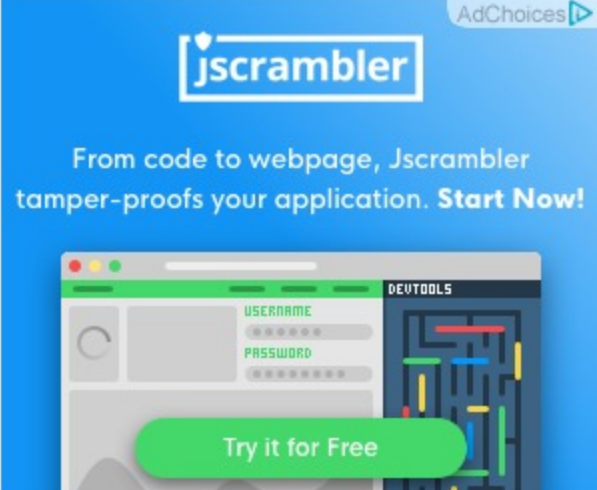 AdChoices
jscrambler
From code to webpage, Jscrambler
tamper-proofs your application. Start Now!
DEVTOOLS
USERNAME
PASSWORD
Try it for Free